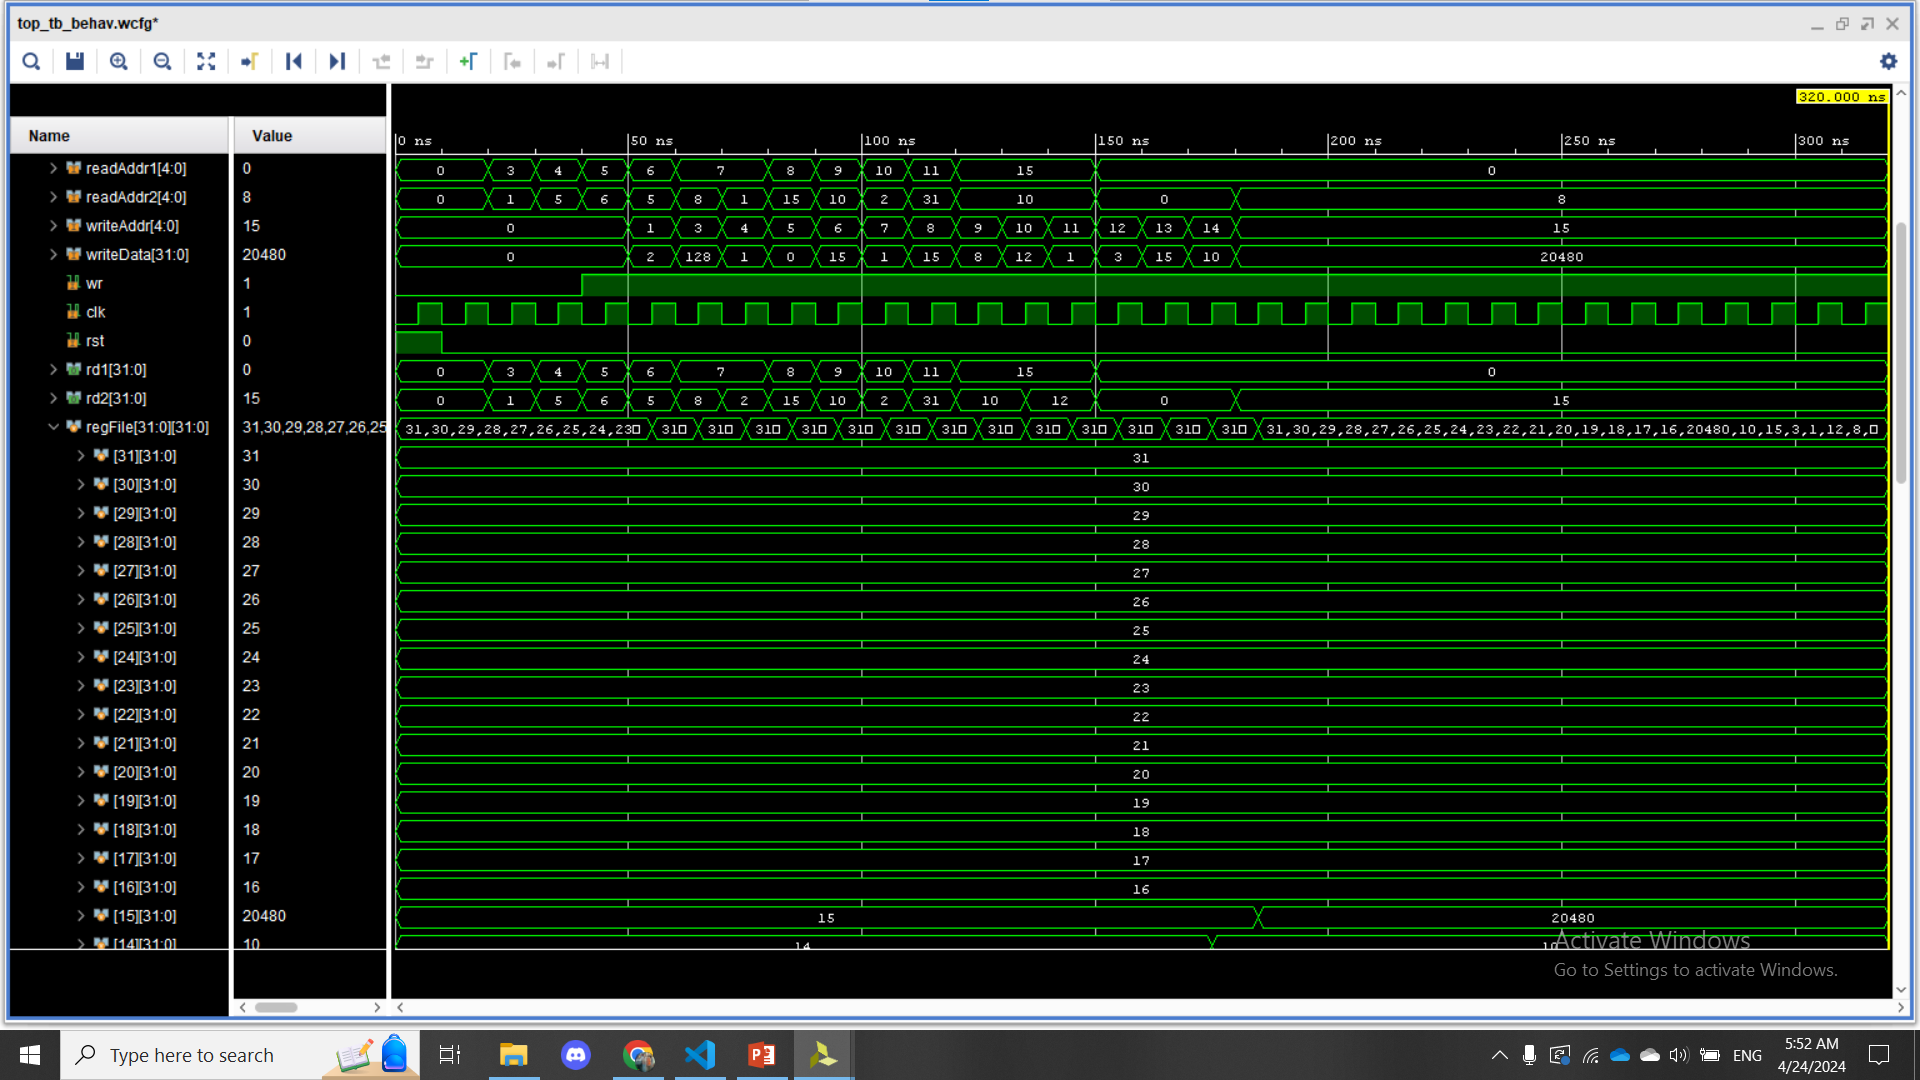 top_tb_behav.wcfg*
320.000 ns
Name Value 0 ns 50 ns 100 ns 150 ns 200 ns 250 ns 300 ns
readAddr1[4:0] 0 0 3 4 5 6 7 8 9 10 11 15 0
readAddr2[4:0] 8 0 1 5 6 5 8 1 15 10 2 31 10 0 8
writeAddr[4:0] 15 0 1 3 4 5 6 7 8 9 10 11 12 13 14 15
writeData[31:0] 20480 0 2 128 1 0 15 1 15 8 12 1 3 15 10 20480
wr 1
clk 1
rst 0
rd1[31:0] 0 0 3 4 5 6 7 8 9 10 11 15 0
rd2[31:0] 15 0 1 5 6 5 8 2 15 10 2 31 10 12 0 15
regFile[31:0][31:0] 31,30,29,28,27,26,25 31,30,29,28,27,26,25,24,23 31 31 31 31 31 31 31 31 31 31 31 31 31 31,30,29,28,27,26,25,24,23,22,21,20,19,18,17,16,20480,10,15,3,1,12,8,
[31][31:0] 31 31
[30][31:0] 30 30
[29][31:0] 29 29
[28][31:0] 28 28
[27][31:0] 27 27
[26][31:0] 26 26
[25][31:0] 25 25
[24][31:0] 24 24
[23][31:0] 23 23
[22][31:0] 22 22
[21][31:0] 21 21
[20][31:0] 20 20
[19][31:0] 19 19
[18][31:0] 18 18
[17][31:0] 17 17
[16][31:0] 16 16
[15][31:0] 20480 15 20480
[14][31:0] 10 14 10
Activate Windows
Go to Settings to activate Windows.
Type here to search
ENG
5:52 AM
4/24/2024